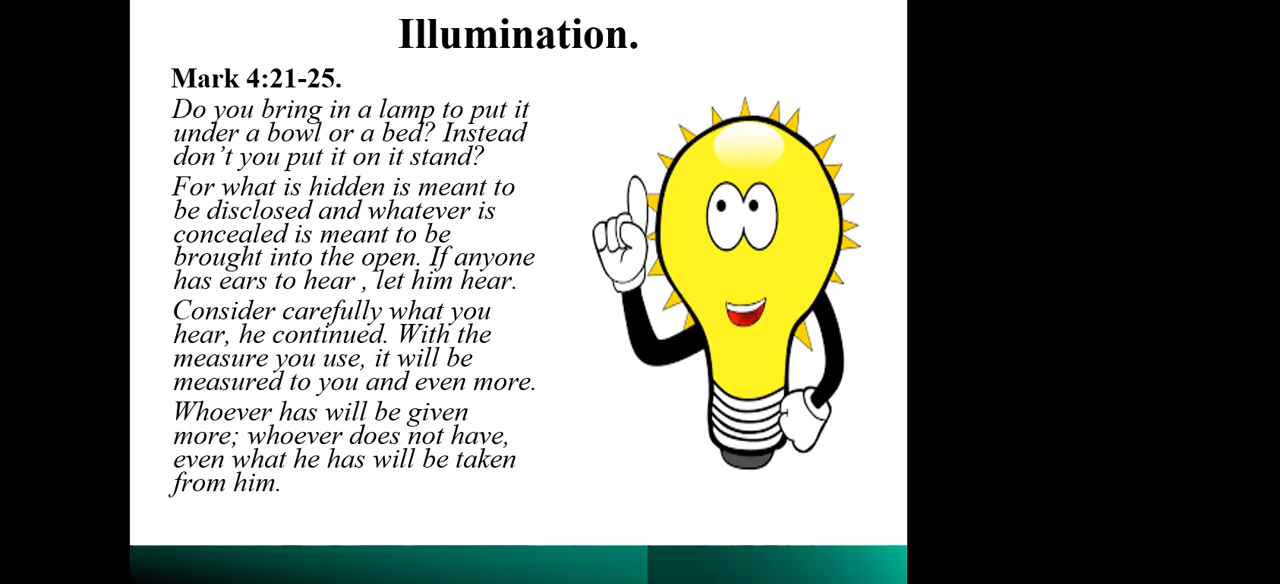 Illumination.
Mark 4:21-25.
Do you bring in a lamp to put it
under a bowl or a bed? Instead
don't you put it on it stand?
For what is hidden is meant to
be disclosed and whatever is
concealed is meant to be
brought into the open. If anyone
has ears to hear , let him hear.
Consider carefully what you
hear, he continued. With the
measure you use, it will be
measured to you and even more.
Whoever has will be given
more; whoever does not have,
even what he has will be taken
from him.